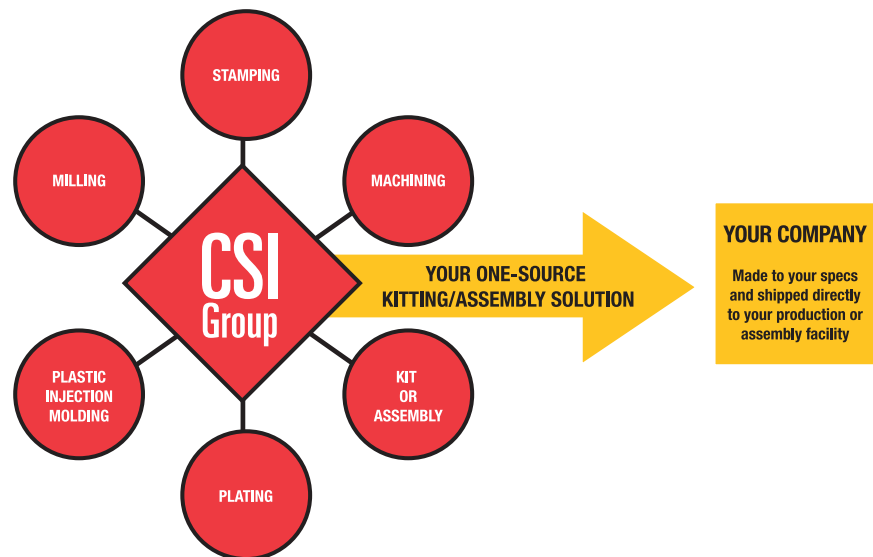 STAMPING
MILLING
MACHINING
CSI
Group
YOUR ONE-SOURCE
KITTING/ASSEMBLY SOLUTION
YOUR COMPANY
Made to your specs
and shipped directly
to your production or
assembly facility
PLASTIC
INJECTION
MOLDING
KIT
OR
ASSEMBLY
PLATING